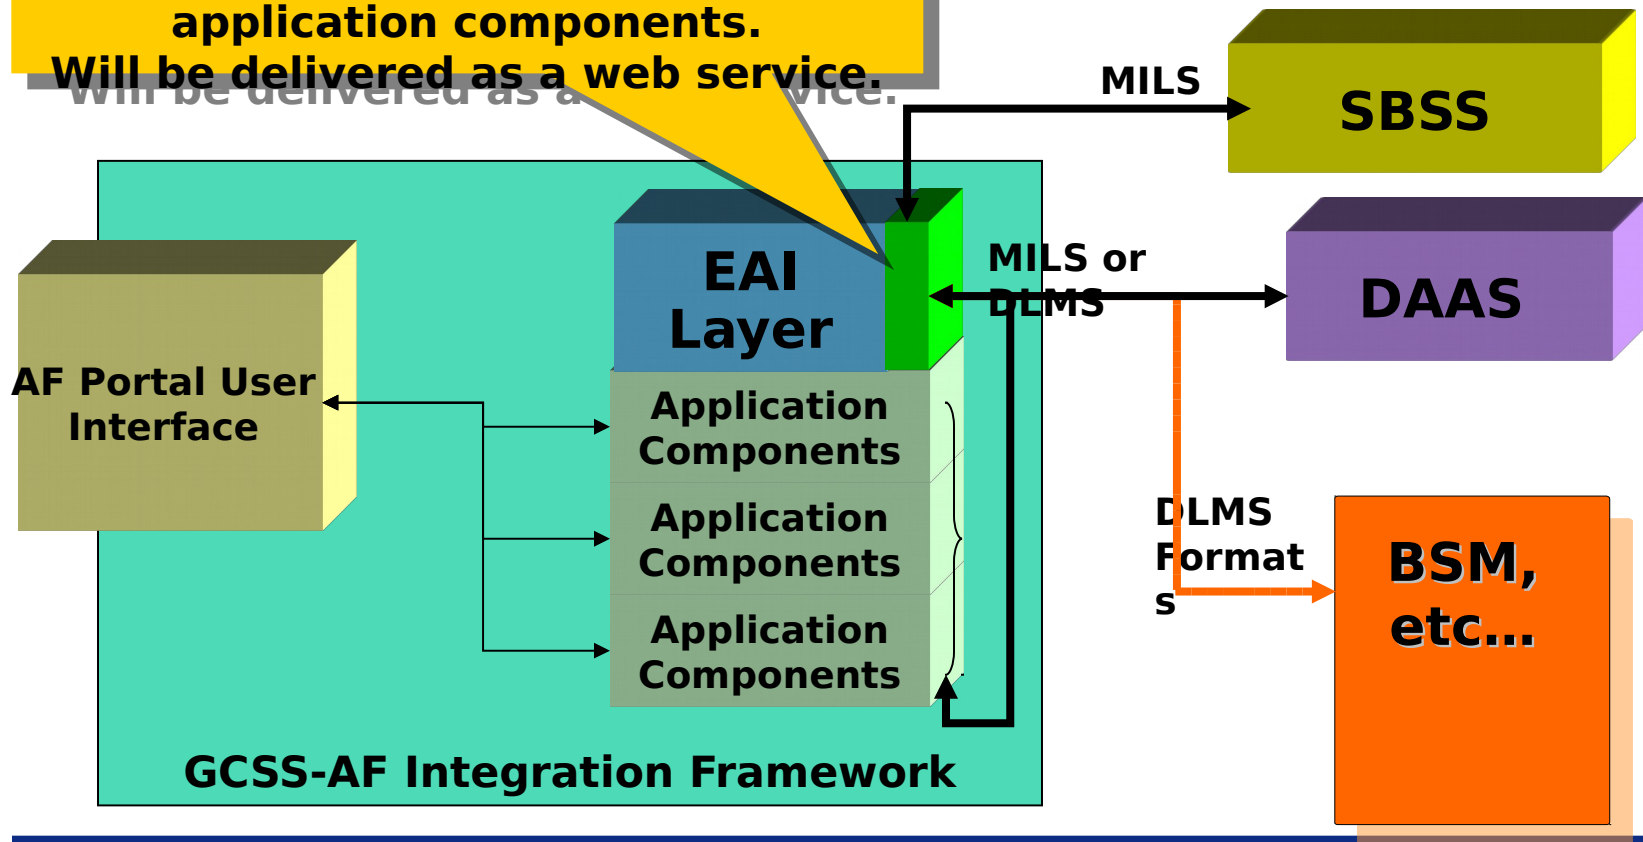 application components.
Will be delivered as a web service.
MILS
SBSS
MILS or
DLMS
DAAS
EAI
Layer
AF Portal User
Interface
Application
Components
Application
Components
Application
Components
DLMS
Format
s
BSM,
etc…
GCSS-AF Integration Framework